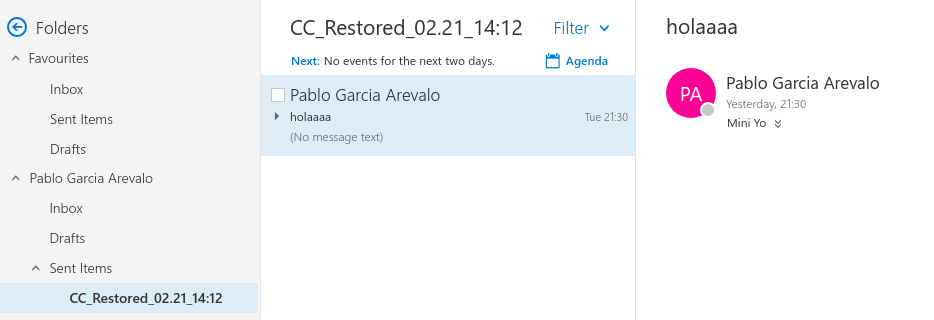 Folders
Favourites
Inbox
Sent Items
Drafts
Pablo Garcia Arevalo
Inbox
Drafts
Sent Items
CC_Restored_02.21_14:12
CC_Restored_02.21_14:12 Filter
Next: No events for the next two days. Agenda
Pablo Garcia Arevalo
holaaaa Tue 21:30
(No message text)
holaaaa
PA
Pablo Garcia Arevalo
Yesterday, 21:30
Mini Yo